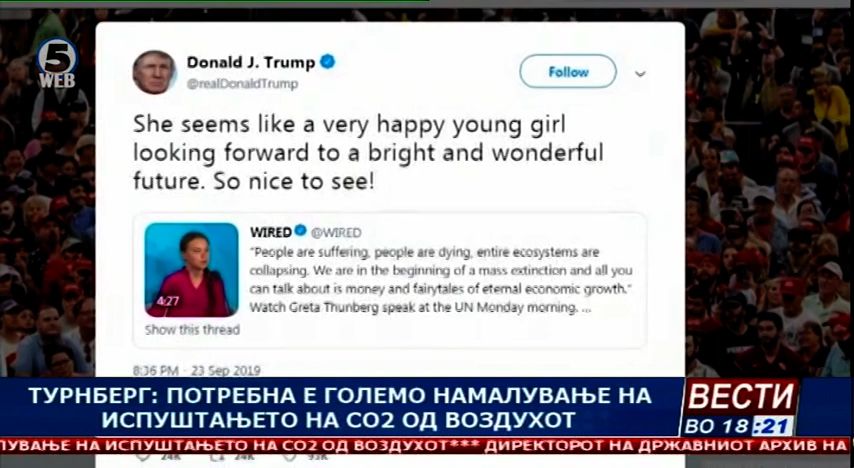 5
WEB
Donald J. Trump
@realDonaldTrump
Follow
She seems like a very happy young girl
looking forward to a bright and wonderful
future. So nice to see!
WIRED @WIRED
"People are suffering, people are dying, entire ecosystems are
collapsing. We are in the beginning of a mass extinction and all you
can talk about is money and fairytales of eternal economic growth."
Watch Greta Thunberg speak at the UN Monday morning. ...
4:27
Show this thread
8:36 PM - 23 Sep 2019
ТУРНБЕРГ: ПОТРЕБНА Е ГОЛЕМО НАМАЛУВАЊЕ НА
ИСПУШТАЊЕТО НА СО2 ОД ВОЗДУХОТ
ВЕСТИ
ВО 18:21
ЛУВАЊЕ НА ИСПУШТАЊЕТО НА СО2 ОД ВОЗДУХОТ*** ДИРЕКТОРОТ НА ДРЖАВНИОТ АРХИВ НА